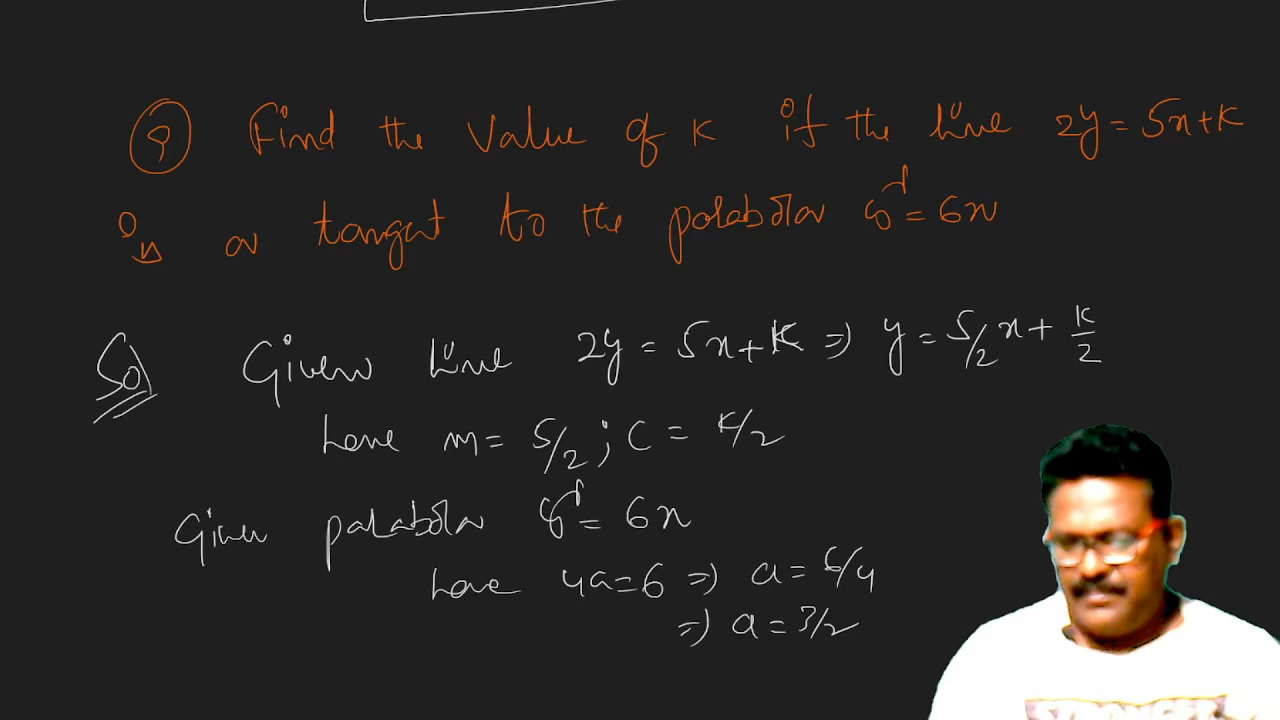 Q Find the value of k if the line 2y = 5x+k
is a tangent to the parabola y² = 6x
Sol Given line 2y = 5x+k ⇒ y = 5/2 x + k/2
here m = 5/2 ; c = k/2
Given parabola y² = 6x
here 4a = 6 ⇒ a = 6/4
⇒ a = 3/2
STRONGER